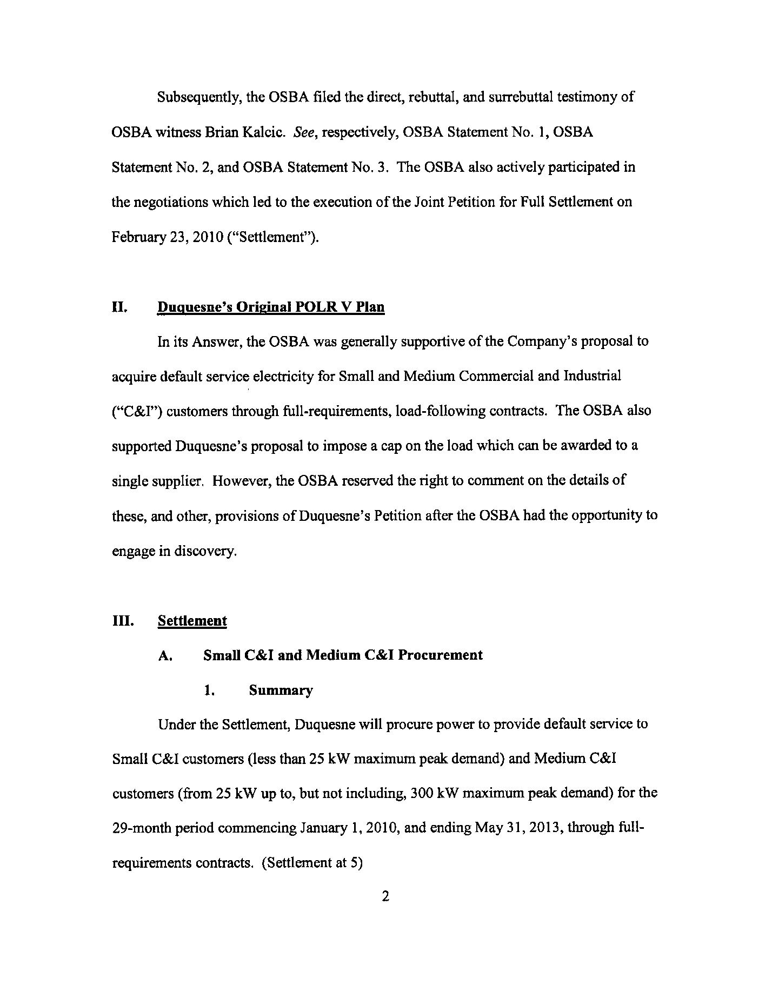 Subsequently, the OSBA filed the direct, rebuttal, and surrebuttal testimony of
OSBA witness Brian Kalcic. See, respectively, OSBA Statement No. 1, OSBA
Statement No. 2, and OSBA Statement No. 3. The OSBA also actively participated in
the negotiations which led to the execution of the Joint Petition for Full Settlement on
February 23, 2010 (“Settlement”).
II. Duquesne’s Original POLR V Plan
In its Answer, the OSBA was generally supportive of the Company’s proposal to
acquire default service electricity for Small and Medium Commercial and Industrial
(“C&I”) customers through full-requirements, load-following contracts. The OSBA also
supported Duquesne’s proposal to impose a cap on the load which can be awarded to a
single supplier. However, the OSBA reserved the right to comment on the details of
these, and other, provisions of Duquesne’s Petition after the OSBA had the opportunity to
engage in discovery.
III. Settlement
A. Small C&I and Medium C&I Procurement
1. Summary
Under the Settlement, Duquesne will procure power to provide default service to
Small C&I customers (less than 25 kW maximum peak demand) and Medium C&I
customers (from 25 kW up to, but not including, 300 kW maximum peak demand) for the
29-month period commencing January 1, 2010, and ending May 31, 2013, through full-
requirements contracts. (Settlement at 5)
2